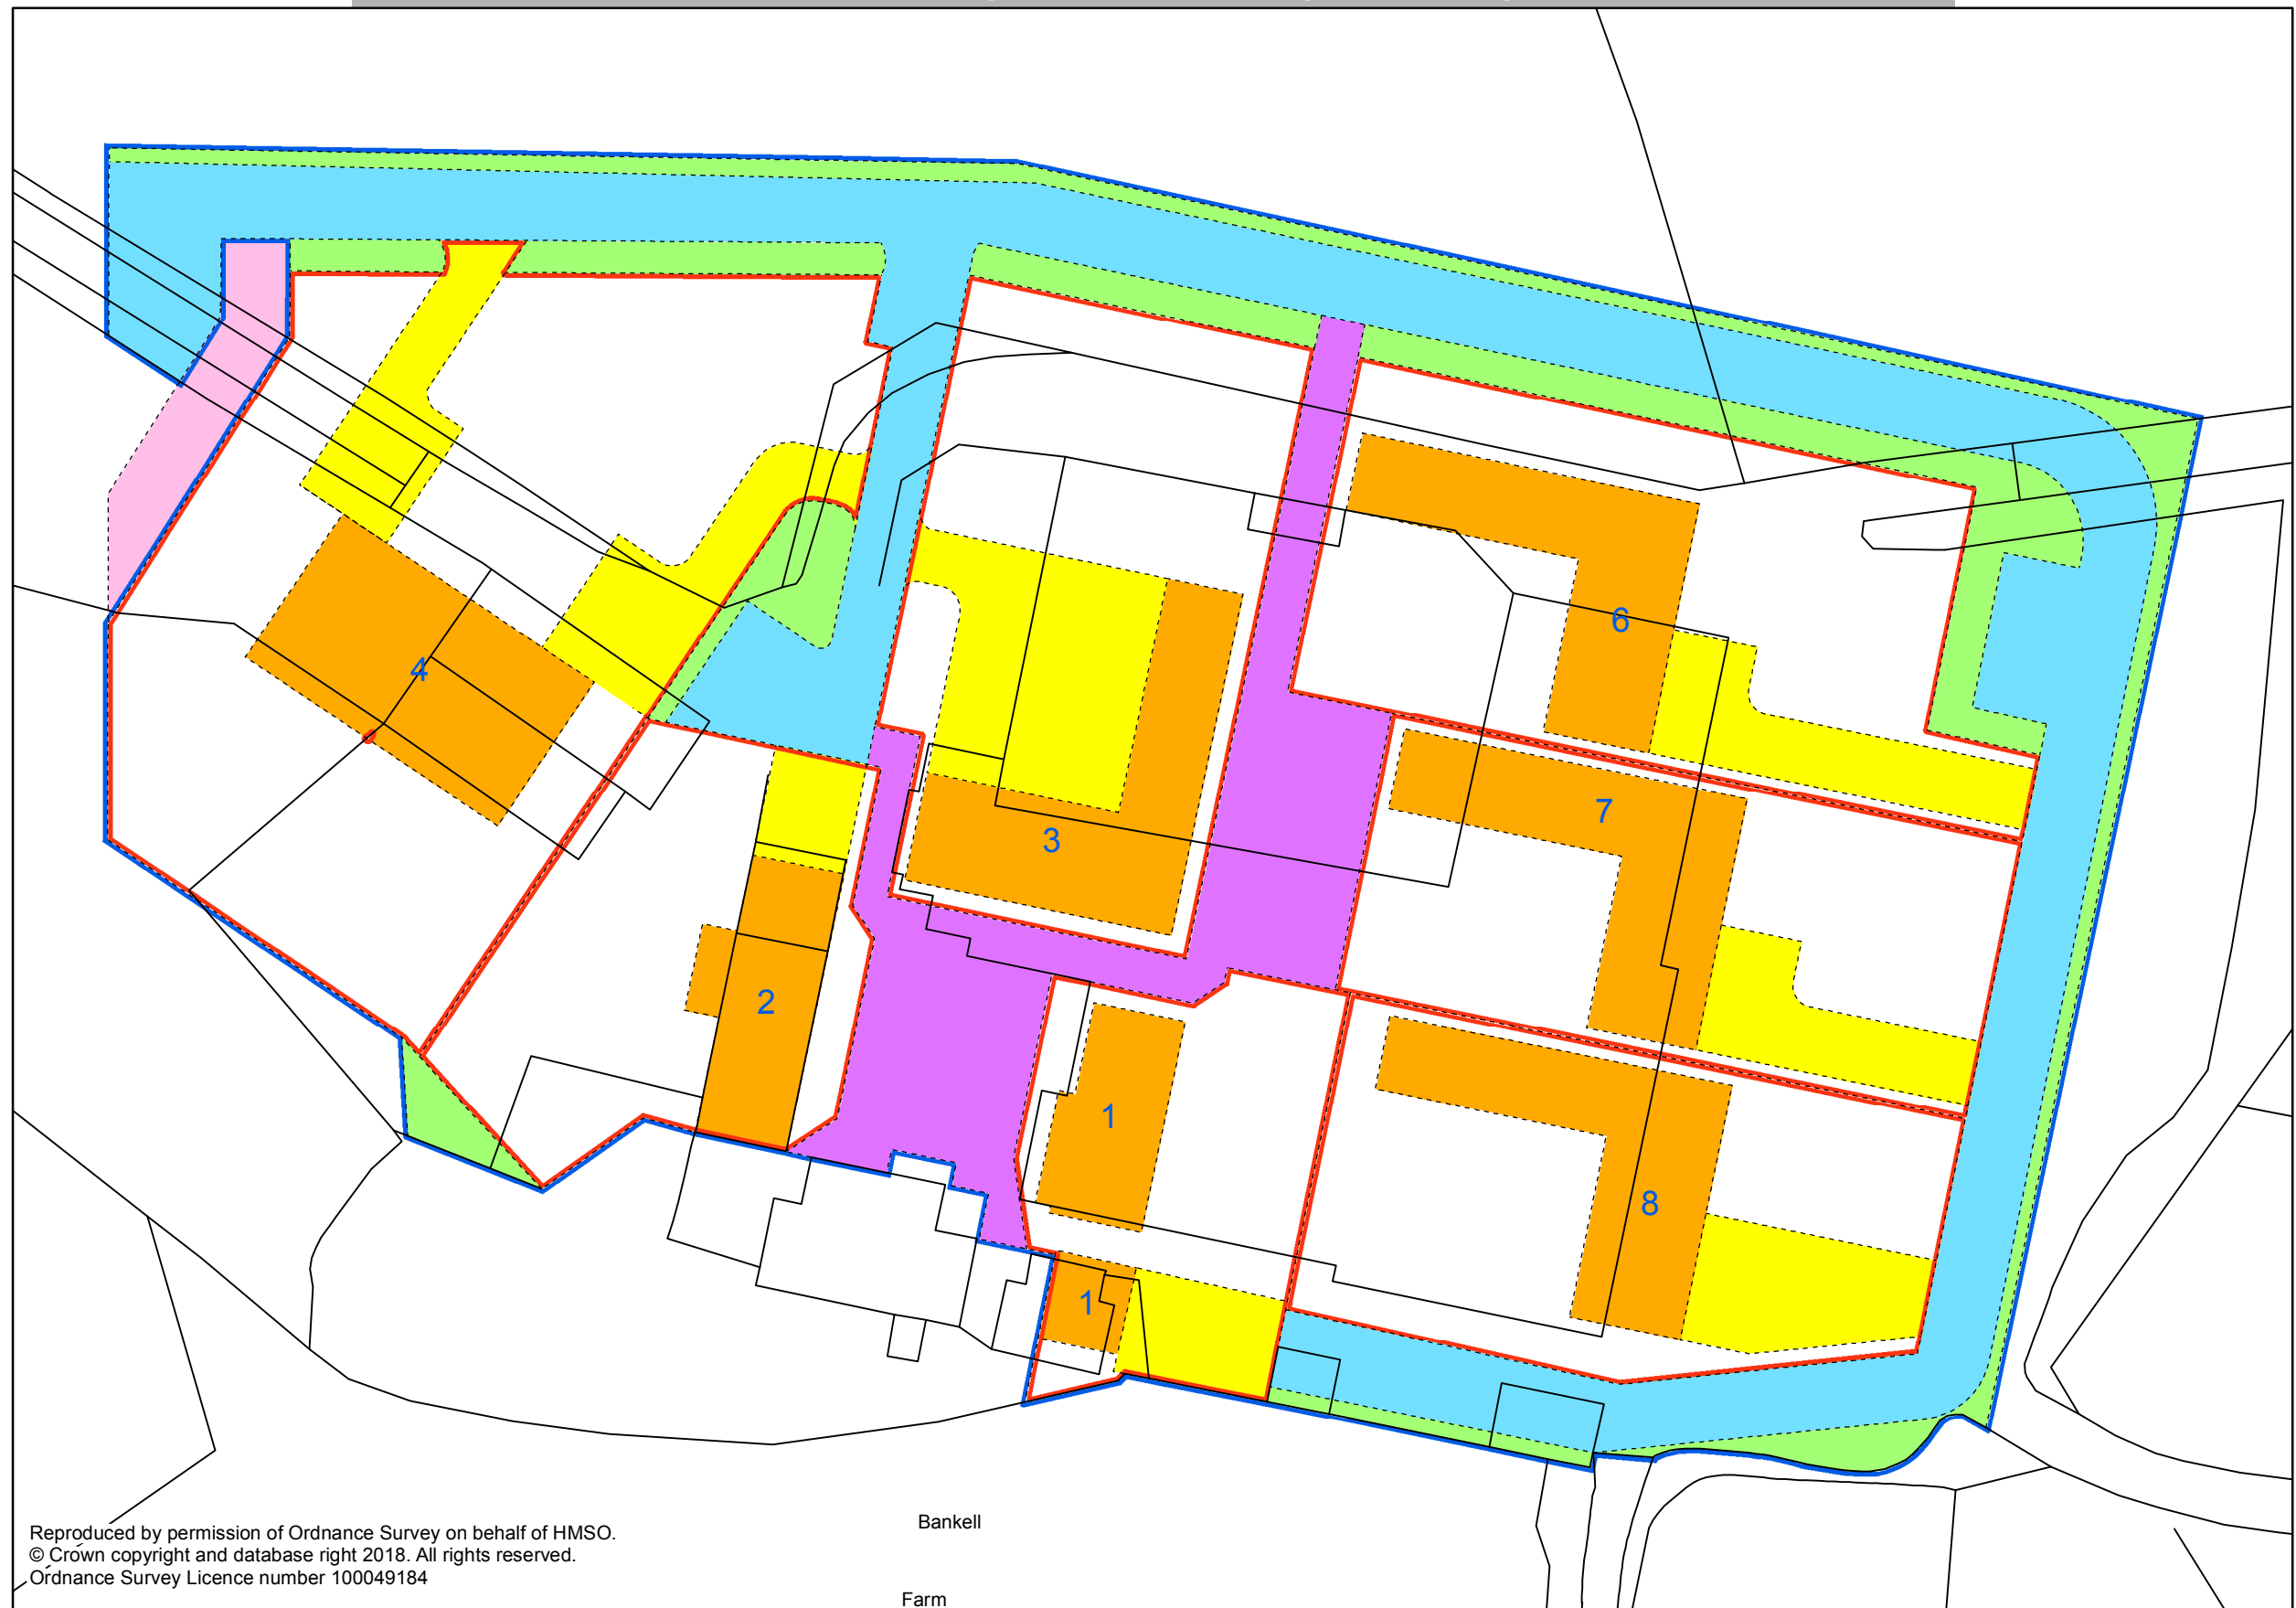 6
4
7
3
2
1
8
1
Bankell
Reproduced by permission of Ordnance Survey on behalf of HMSO.
© Crown copyright and database right 2018. All rights reserved.
Ordnance Survey Licence number 100049184
Farm